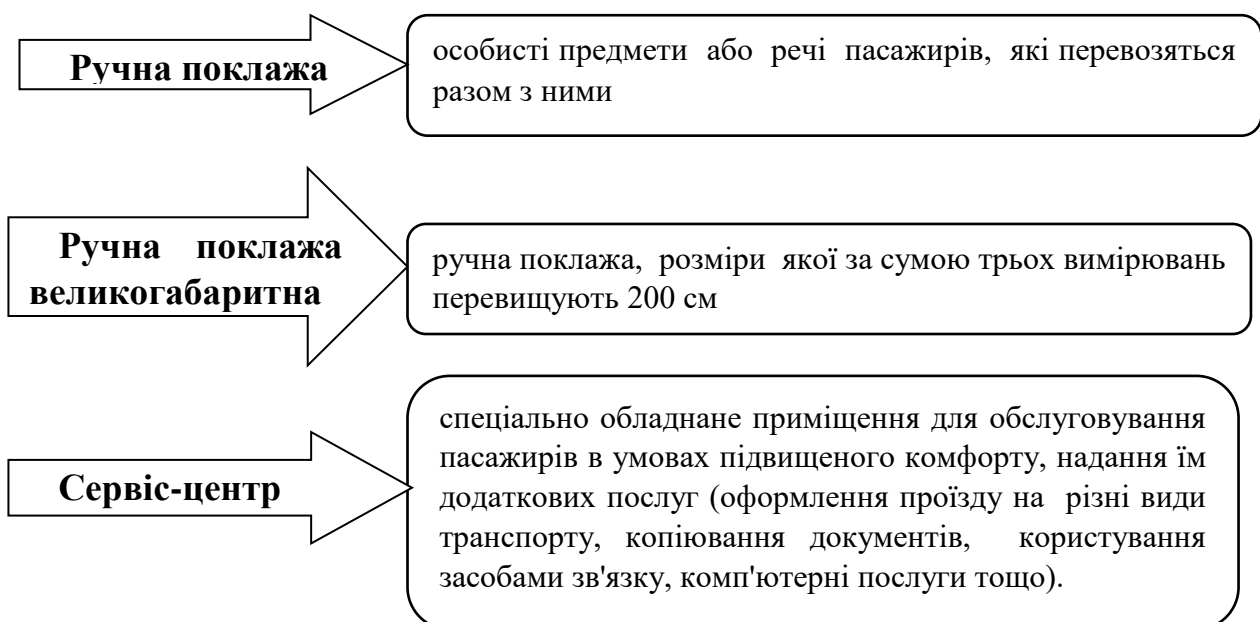 Ручна поклажа
особисті предмети або речі пасажирів, які перевозяться
разом з ними
Ручна поклажа
великогабаритна
ручна поклажа, розміри якої за сумою трьох вимірювань
перевищують 200 см
Сервіс-центр
спеціально обладнане приміщення для обслуговування
пасажирів в умовах підвищеного комфорту, надання їм
додаткових послуг (оформлення проїзду на різні види
транспорту, копіювання документів, користування
засобами зв'язку, комп'ютерні послуги тощо).